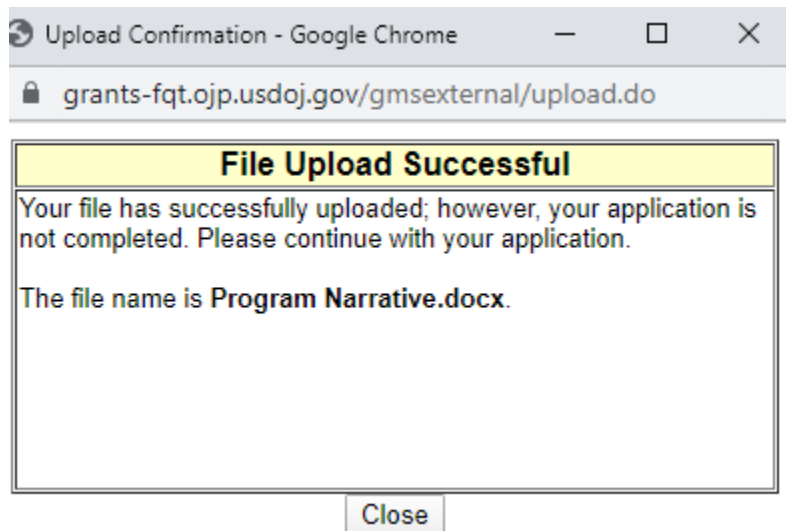 Upload Confirmation - Google Chrome
grants-fqt.ojp.usdoj.gov/gmsexternal/upload.do
File Upload Successful
Your file has successfully uploaded; however, your application is
not completed. Please continue with your application.
The file name is Program Narrative.docx.
Close